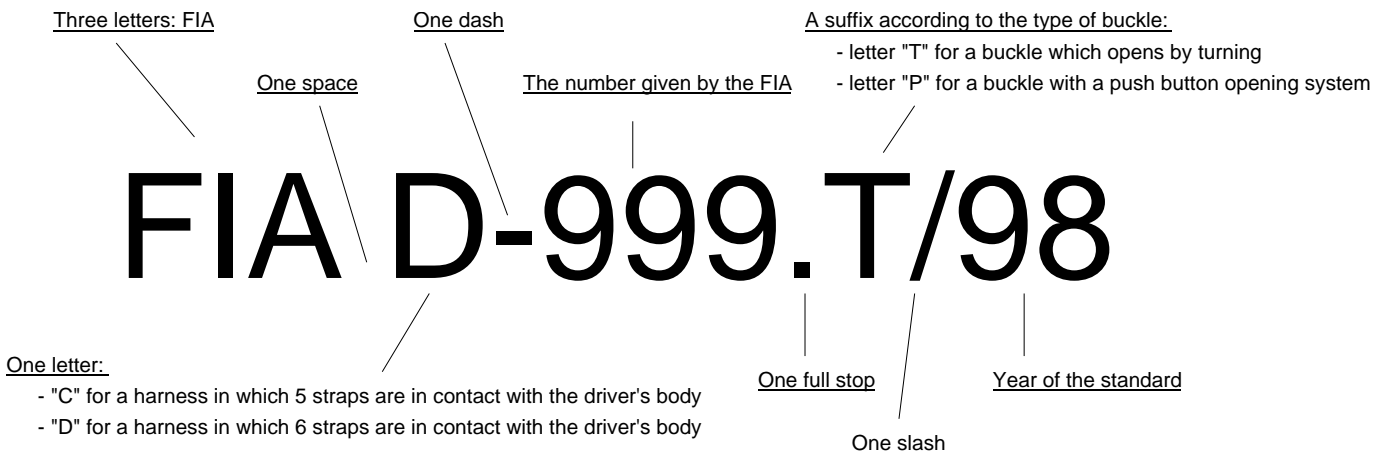 Three letters: FIA
One dash
A suffix according to the type of buckle:
- letter "T" for a buckle which opens by turning
- letter "P" for a buckle with a push button opening system
One space
The number given by the FIA
FIA D-999.T/98
One letter:
- "C" for a harness in which 5 straps are in contact with the driver's body
- "D" for a harness in which 6 straps are in contact with the driver's body
One full stop
Year of the standard
One slash